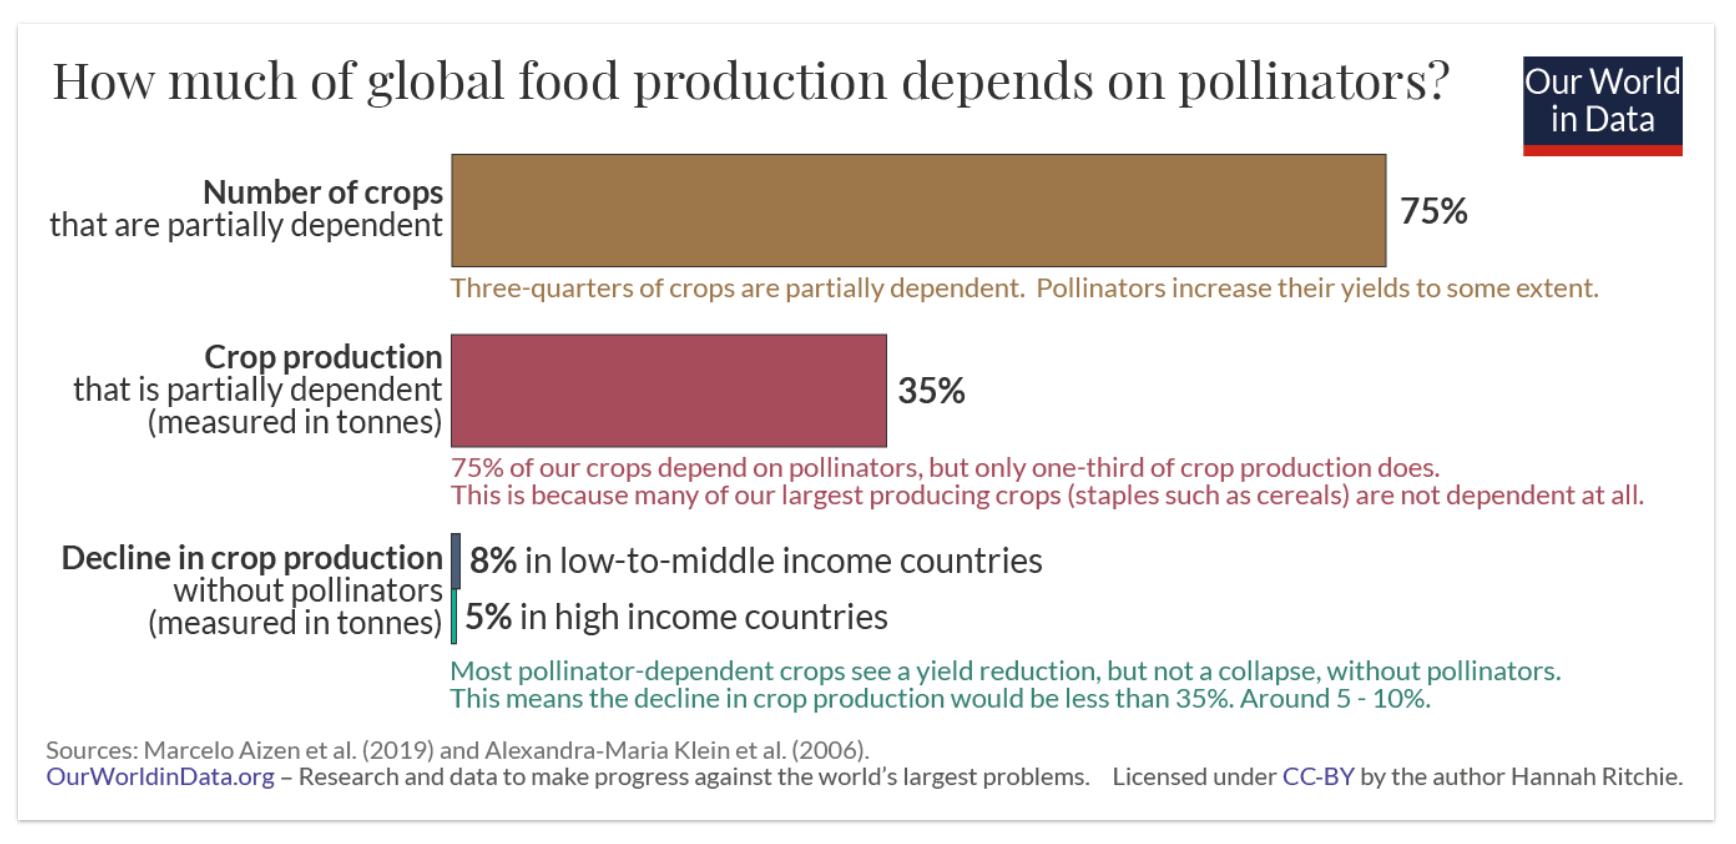 How much of global food production depends on pollinators?
Our World
in Data
Number of crops
that are partially dependent
75%
Three-quarters of crops are partially dependent.  Pollinators increase their yields to some extent.
Crop production
that is partially dependent
(measured in tonnes)
35%
75% of our crops depend on pollinators, but only one-third of crop production does.
This is because many of our largest producing crops (staples such as cereals) are not dependent at all.
Decline in crop production
without pollinators
(measured in tonnes)
8% in low-to-middle income countries
5% in high income countries
Most pollinator-dependent crops see a yield reduction, but not a collapse, without pollinators.
This means the decline in crop production would be less than 35%. Around 5 - 10%.
Sources: Marcelo Aizen et al. (2019) and Alexandra-Maria Klein et al. (2006).
OurWorldinData.org – Research and data to make progress against the world's largest problems.
Licensed under CC-BY by the author Hannah Ritchie.